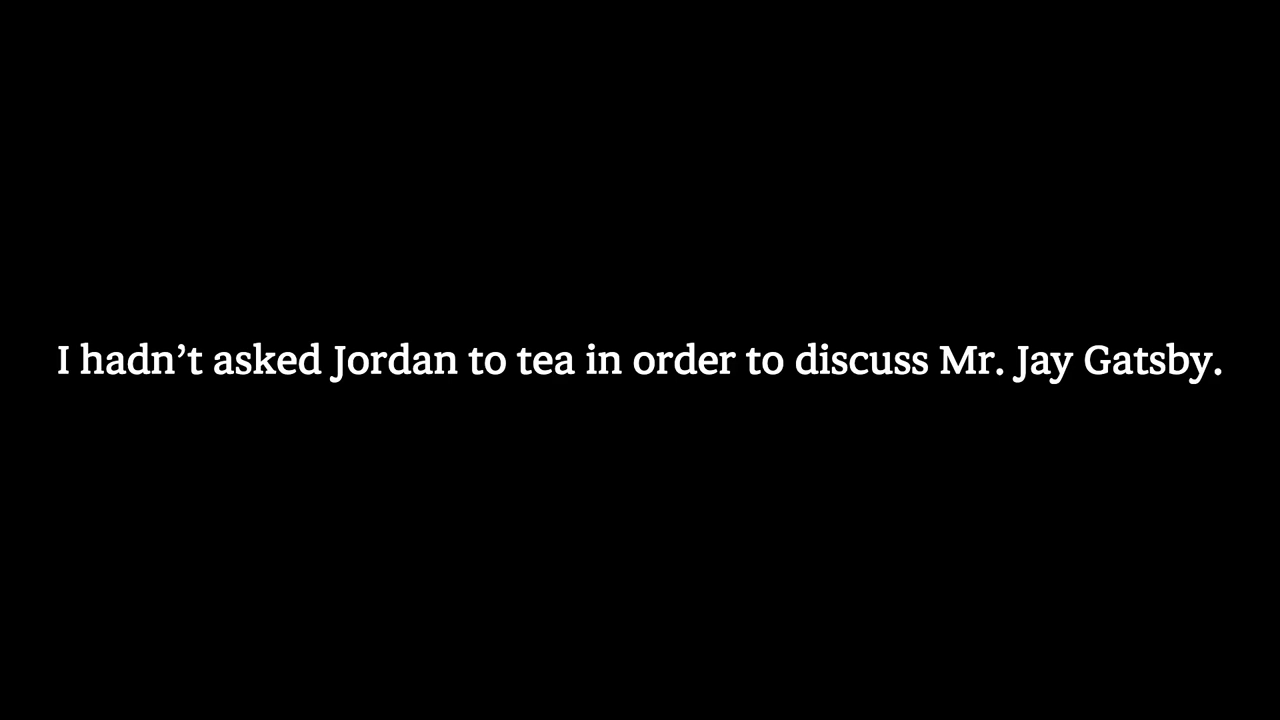 I hadn’t asked Jordan to tea in order to discuss Mr. Jay Gatsby.